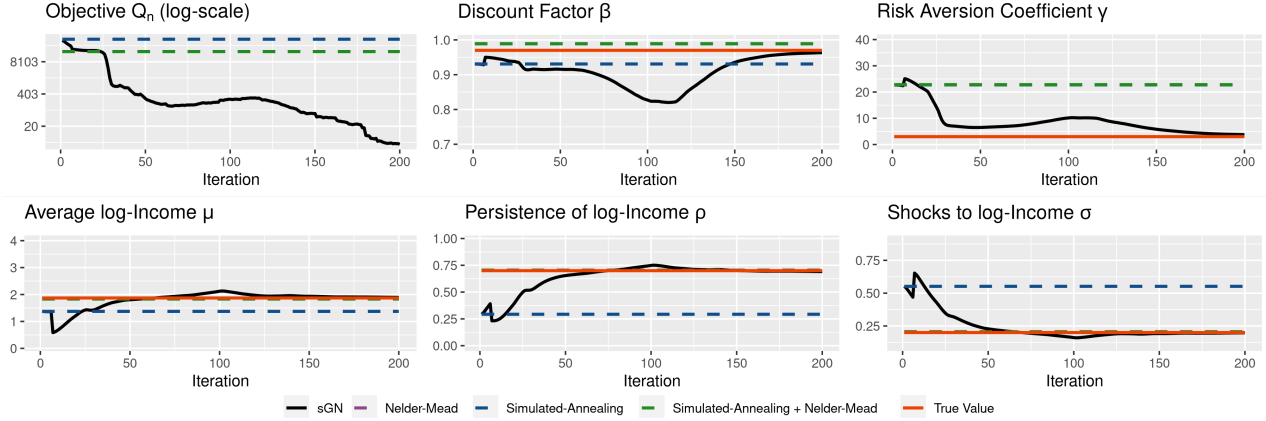 Objective Qn (log-scale)
8103
403
20
0 50 100 150 200
Iteration
Discount Factor β
1.0
0.9
0.8
0.7
0 50 100 150 200
Iteration
Risk Aversion Coefficient γ
40
30
20
10
0
0 50 100 150 200
Iteration
Average log-Income μ
4
3
2
1
0
0 50 100 150 200
Iteration
Persistence of log-Income ρ
1.00
0.75
0.50
0.25
0.00
0 50 100 150 200
Iteration
Shocks to log-Income σ
0.75
0.50
0.25
0 50 100 150 200
Iteration
sGN Nelder-Mead Simulated-Annealing Simulated-Annealing + Nelder-Mead True Value